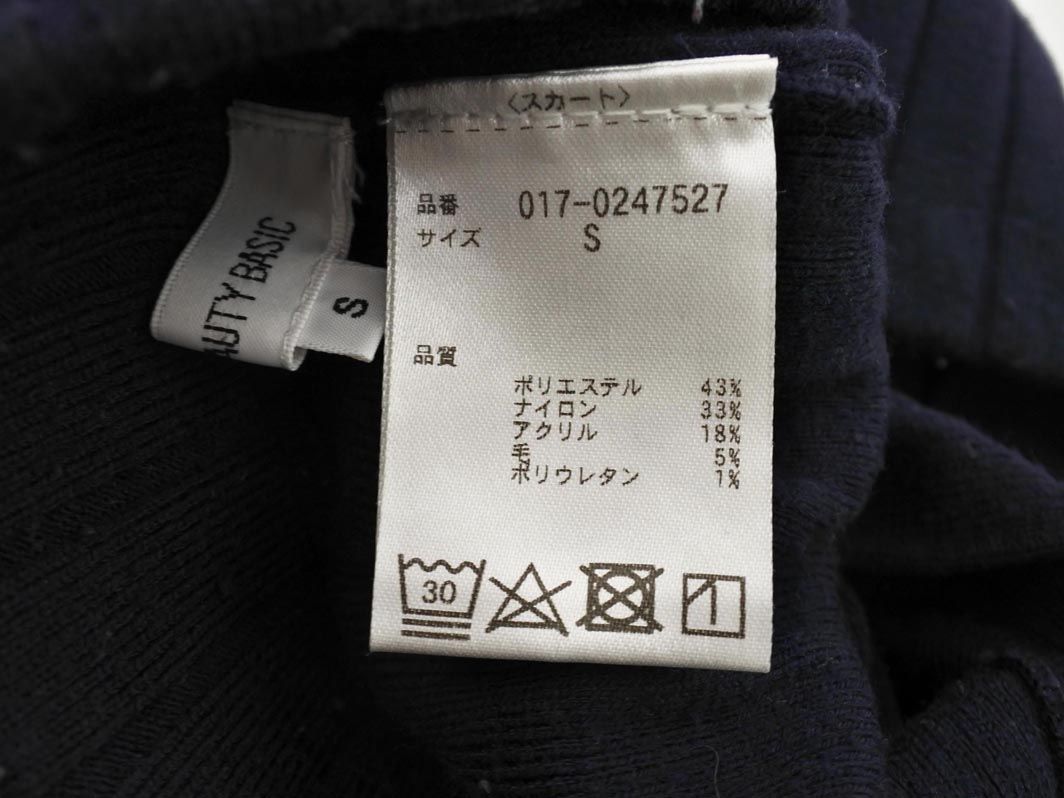 <スカート>
品番 017-0247527
サイズ S
品質
ポリエステル 43%
ナイロン 33%
アクリル 18%
毛 5%
ポリウレタン 1%
30
BASIC
S